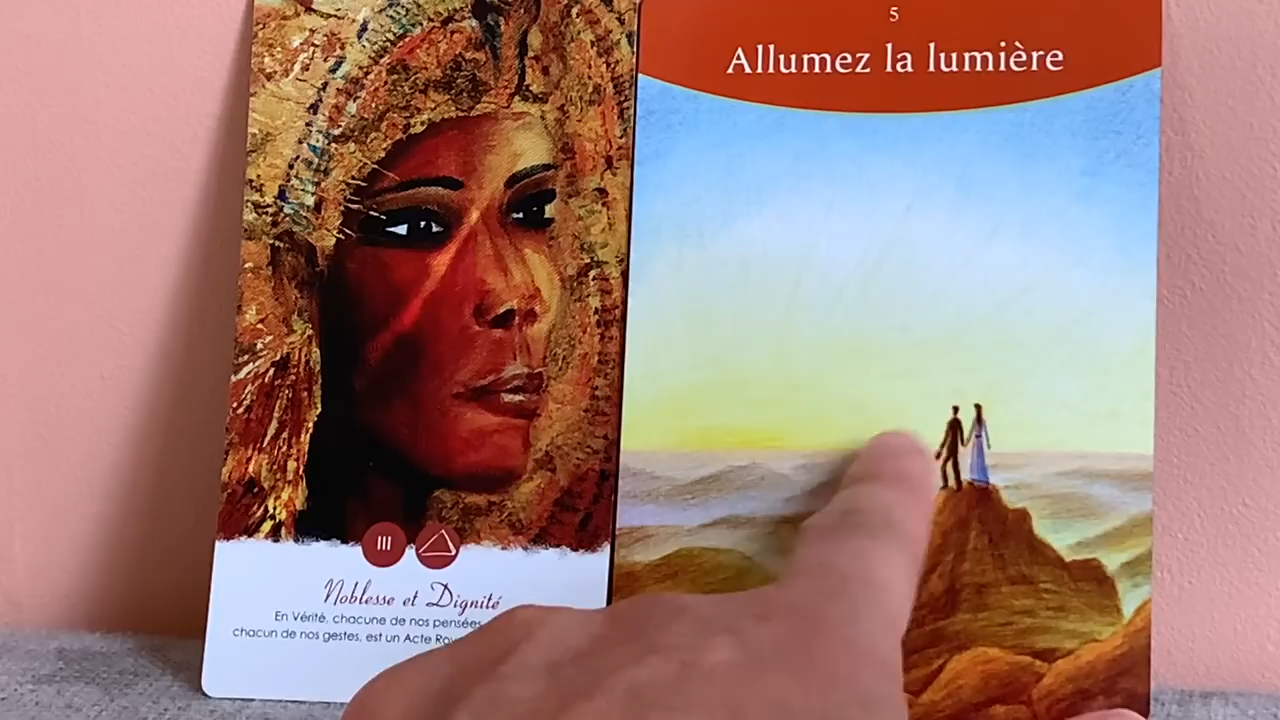 III
Noblesse et Dignité
En Vérité, chacune de nos pensées
chacun de nos gestes, est un Acte
5
Allumez la lumière